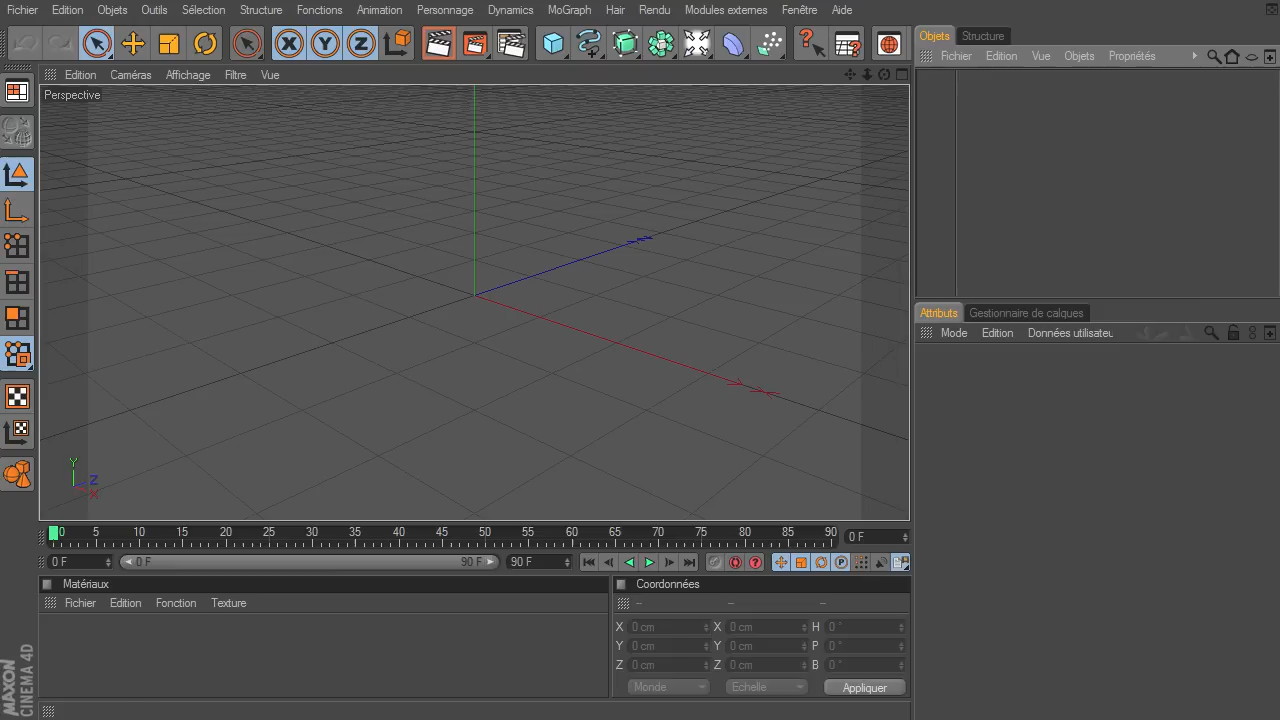 Fichier Edition Objets Outils Sélection Structure Fonctions Animation Personnage Dynamics MoGraph Hair Rendu Modules externes Fenêtre Aide
X Y Z
Objets Structure
Fichier Edition Vue Objets Propriétés
Edition Caméras Affichage Filtre Vue
Perspective
Y
Z
X
Attributs Gestionnaire de calques
Mode Edition Données utilisateu
0 5 10 15 20 25 30 35 40 45 50 55 60 65 70 75 80 85 90 0 F
0 F 0 F 90 F 90 F
P
Matériaux
Fichier Edition Fonction Texture
Coordonnées
-- -- --
X 0 cm X 0 cm H 0 °
Y 0 cm Y 0 cm P 0 °
Z 0 cm Z 0 cm B 0 °
Monde Echelle Appliquer
MAXON
CINEMA 4D